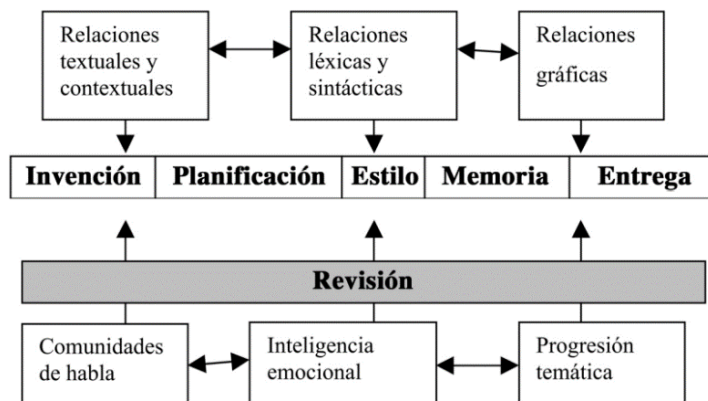 Relaciones
textuales y
contextuales
Relaciones
léxicas y
sintácticas
Relaciones
gráficas
Invención Planificación Estilo Memoria Entrega
Revisión
Comunidades
de habla
Inteligencia
emocional
Progresión
temática